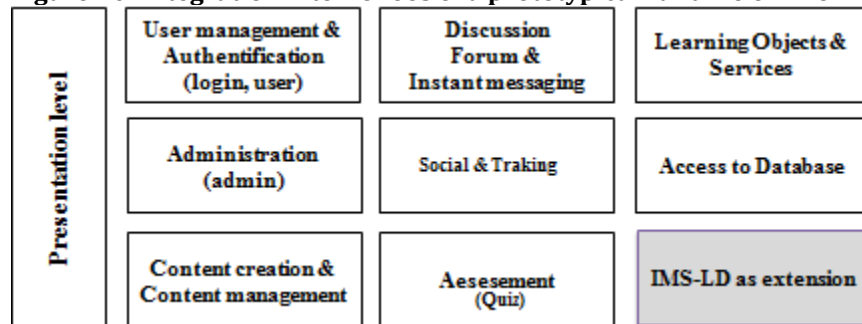 Presentation level
User management &
Authentification
(login, user)
Discussion
Forum &
Instant messaging
Learning Objects &
Services
Administration
(admin)
Social & Traking
Access to Database
Content creation &
Content management
Aesesement
(Quiz)
IMS-LD as extension